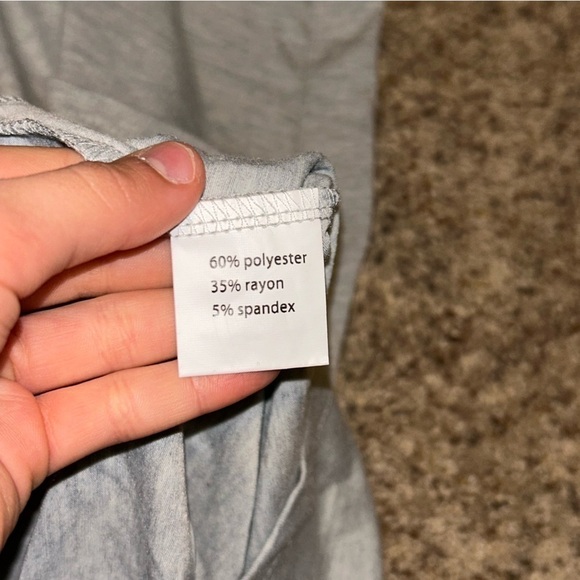 60% polyester
35% rayon
5% spandex